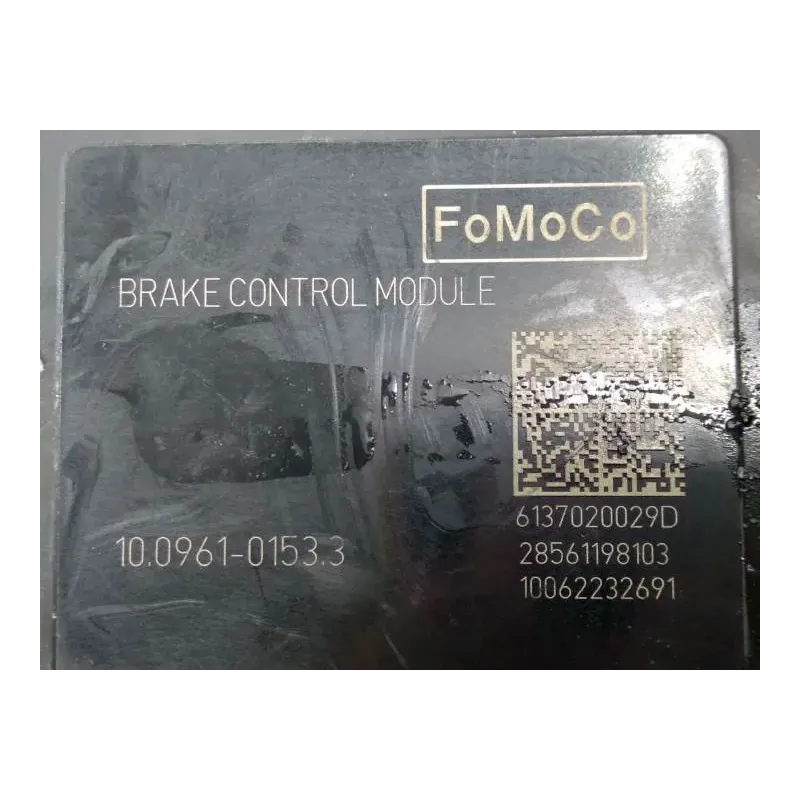 FoMoCo
BRAKE CONTROL MODULE
6137020029D
10.0961-0153.3
28561198103
10062232691